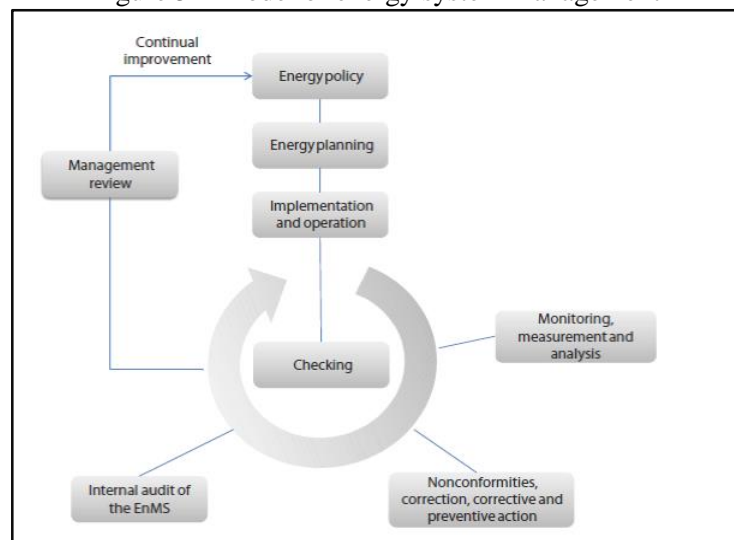 Continual
improvement
Energy policy
Energy planning
Management
review
Implementation
and operation
Monitoring,
measurement and
analysis
Checking
Internal audit of
the EnMS
Nonconformities,
correction, corrective and
preventive action